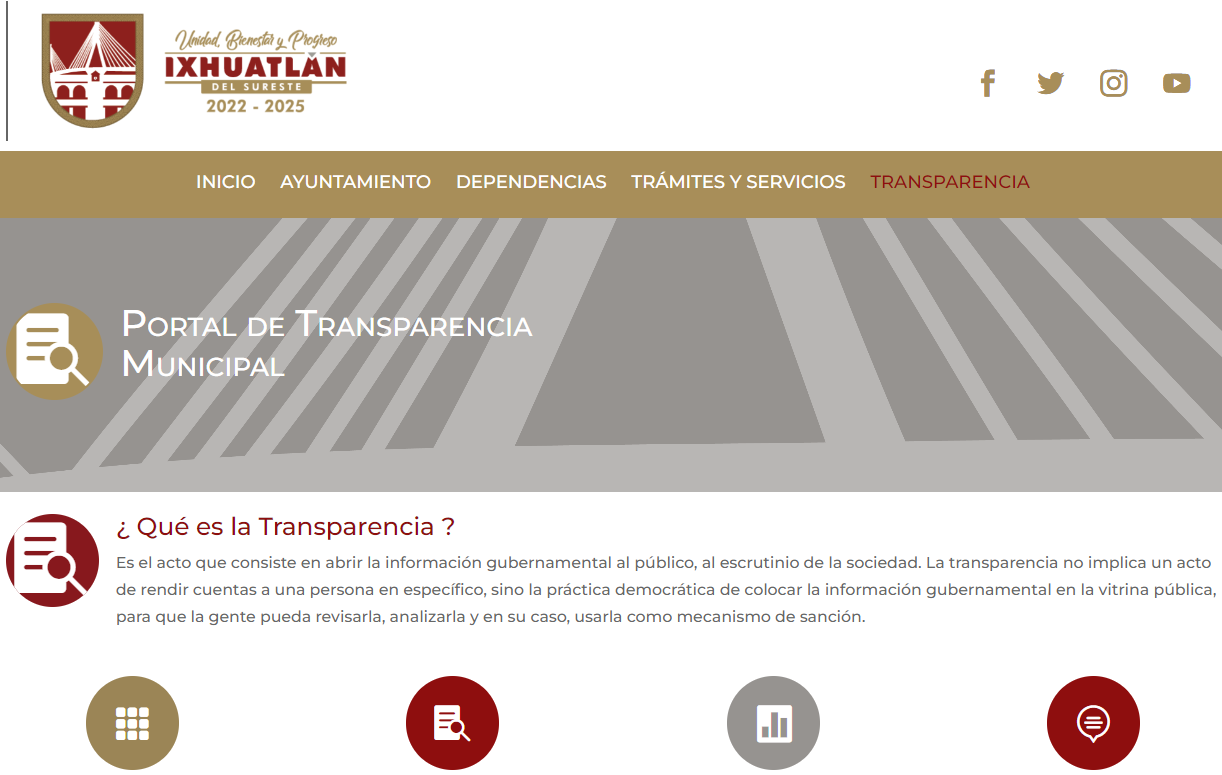 Unidad, Bienestar y Progreso
IXHUATLÁN
DEL SURESTE
2022 - 2025
INICIO AYUNTAMIENTO DEPENDENCIAS TRÁMITES Y SERVICIOS TRANSPARENCIA
Portal de Transparencia
Municipal
¿ Qué es la Transparencia ?
Es el acto que consiste en abrir la información gubernamental al público, al escrutinio de la sociedad. La transparencia no implica un acto
de rendir cuentas a una persona en específico, sino la práctica democrática de colocar la información gubernamental en la vitrina pública,
para que la gente pueda revisarla, analizarla y en su caso, usarla como mecanismo de sanción.